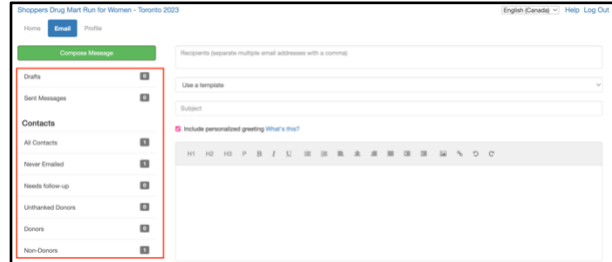 Shoppers Drug Mart Run for Women - Toronto 2023
English (Canada) Help Log Out
Home Email Profile
Compose Message
Recipients (separate multiple email addresses with a comma)
Drafts 0
Use a template
Sent Messages 0
Subject
Contacts
Include personalized greeting What's this?
All Contacts 1
H1 H2 H3 P B I U
Never Emailed 1
Needs follow-up 0
Unthanked Donors 0
Donors 0
Non-Donors 1